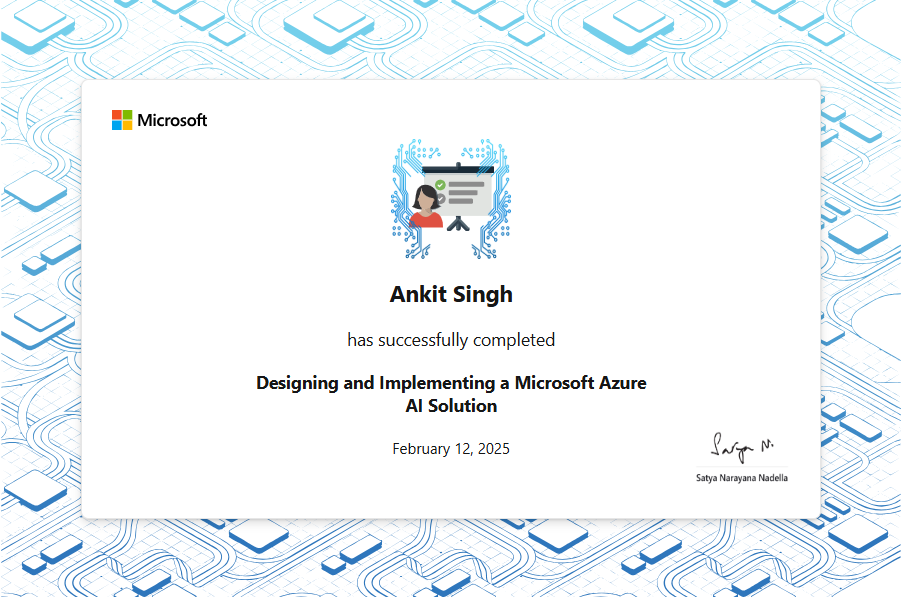 Microsoft
Ankit Singh
has successfully completed
Designing and Implementing a Microsoft Azure
AI Solution
February 12, 2025
Satya N.
Satya Narayana Nadella